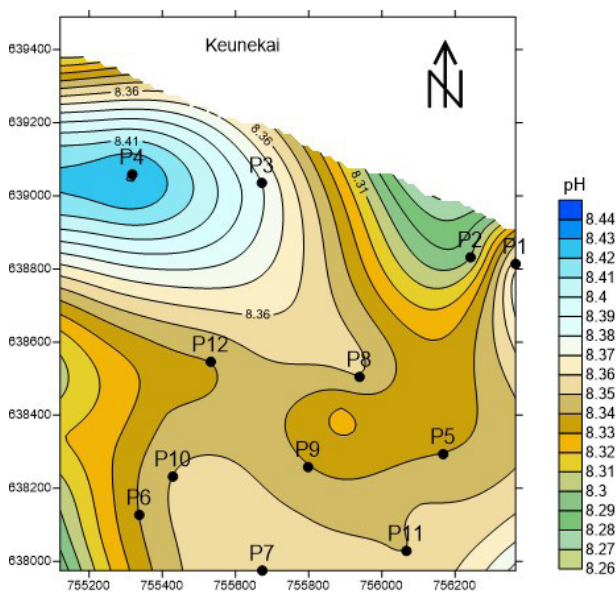 Keunekai
N
639400
639200
639000
638800
638600
638400
638200
638000
755200 755400 755600 755800 756000 756200
8.36
8.41
8.36
8.31
8.36
P4
P3
P2
P1
P12
P8
P5
P9
P10
P6
P11
P7
pH
8.44
8.43
8.42
8.41
8.4
8.39
8.38
8.37
8.36
8.35
8.34
8.33
8.32
8.31
8.3
8.29
8.28
8.27
8.26